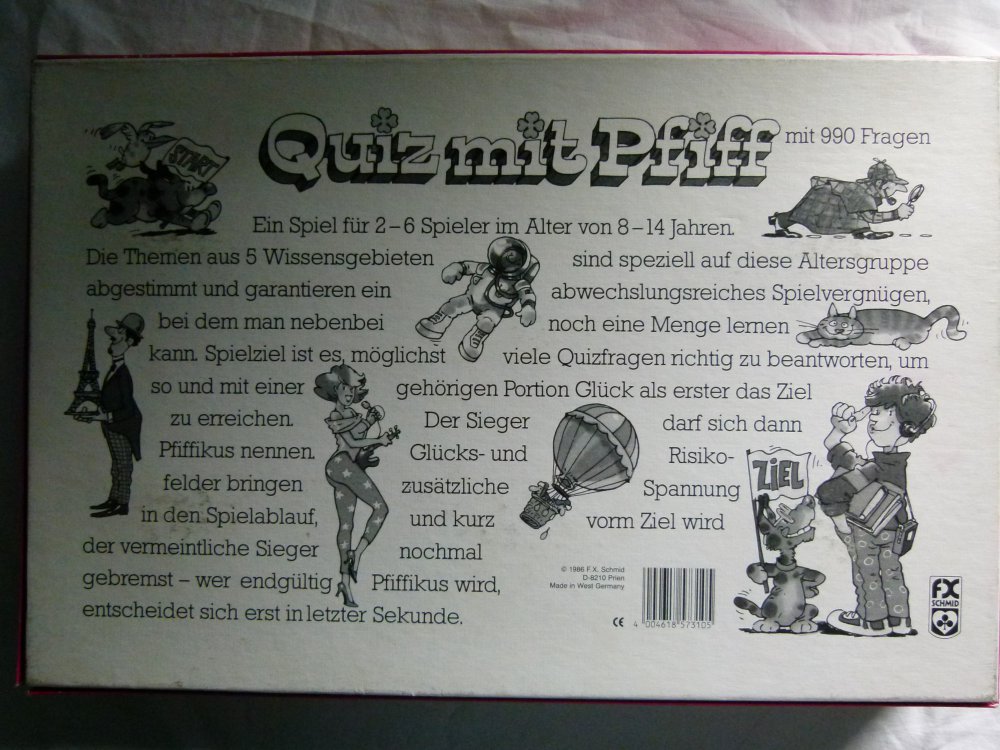 Quiz mit Pfiff mit 990 Fragen
START
Ein Spiel für 2–6 Spieler im Alter von 8–14 Jahren.
Die Themen aus 5 Wissensgebieten sind speziell auf diese Altersgruppe
abgestimmt und garantieren ein abwechslungsreiches Spielvergnügen,
bei dem man nebenbei noch eine Menge lernen
kann. Spielziel ist es, möglichst viele Quizfragen richtig zu beantworten, um
so und mit einer gehörigen Portion Glück als erster das Ziel
zu erreichen. Der Sieger darf sich dann
Pfiffikus nennen. Glücks- und Risiko-
felder bringen zusätzliche Spannung
in den Spielablauf, und kurz vorm Ziel wird
der vermeintliche Sieger nochmal
gebremst – wer endgültig Pfiffikus wird,
entscheidet sich erst in letzter Sekunde.
ZIEL
© 1986 F.X. Schmid
D-8210 Prien
Made in West Germany
CE
4 004618 573105
FX
SCHMID